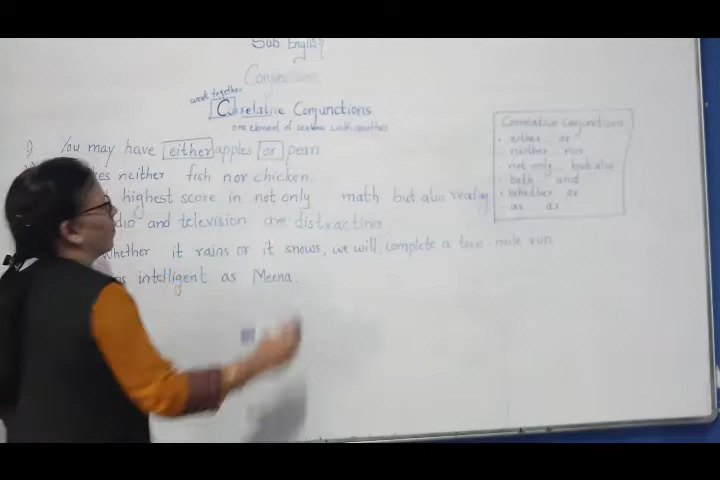 Sub English
Conjunctions
work together
Correlative Conjunctions
one element of sentence with another
1) You may have either apples or pears
neither fish nor chicken.
highest score in not only math but also reading
and television are distracting
whether it rains or it snows, we will complete a two-mile run
intelligent as Meena.
Correlative Conjunctions
• either or
neither nor
not only but also
• both and
• whether or
as as